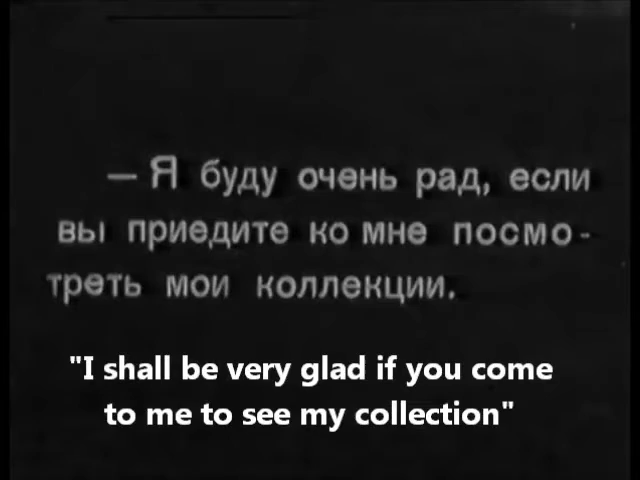 — Я буду очень рад, если
вы приедите ко мне посмо-
треть мои коллекции.
"I shall be very glad if you come
to me to see my collection"